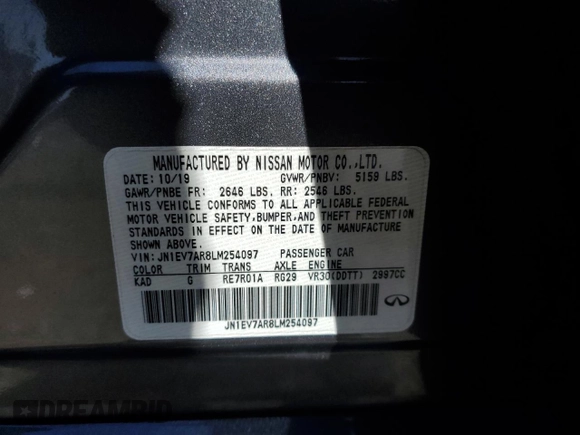 MANUFACTURED BY NISSAN MOTOR CO.,LTD.
DATE: 10/19 GVWR/PNBV: 5159 LBS.
GAWR/PNBE FR: 2646 LBS. RR: 2546 LBS.
THIS VEHICLE CONFORMS TO ALL APPLICABLE FEDERAL
MOTOR VEHICLE SAFETY,BUMPER,AND THEFT PREVENTION
STANDARDS IN EFFECT ON THE DATE OF MANUFACTURE
SHOWN ABOVE.
VIN: JN1EV7AR8LM254097 PASSENGER CAR
COLOR TRIM TRANS AXLE ENGINE
KAD G RE7R01A RG29 VR30(DDTT) 2997CC
JN1EV7AR8LM254097
DREAMBID